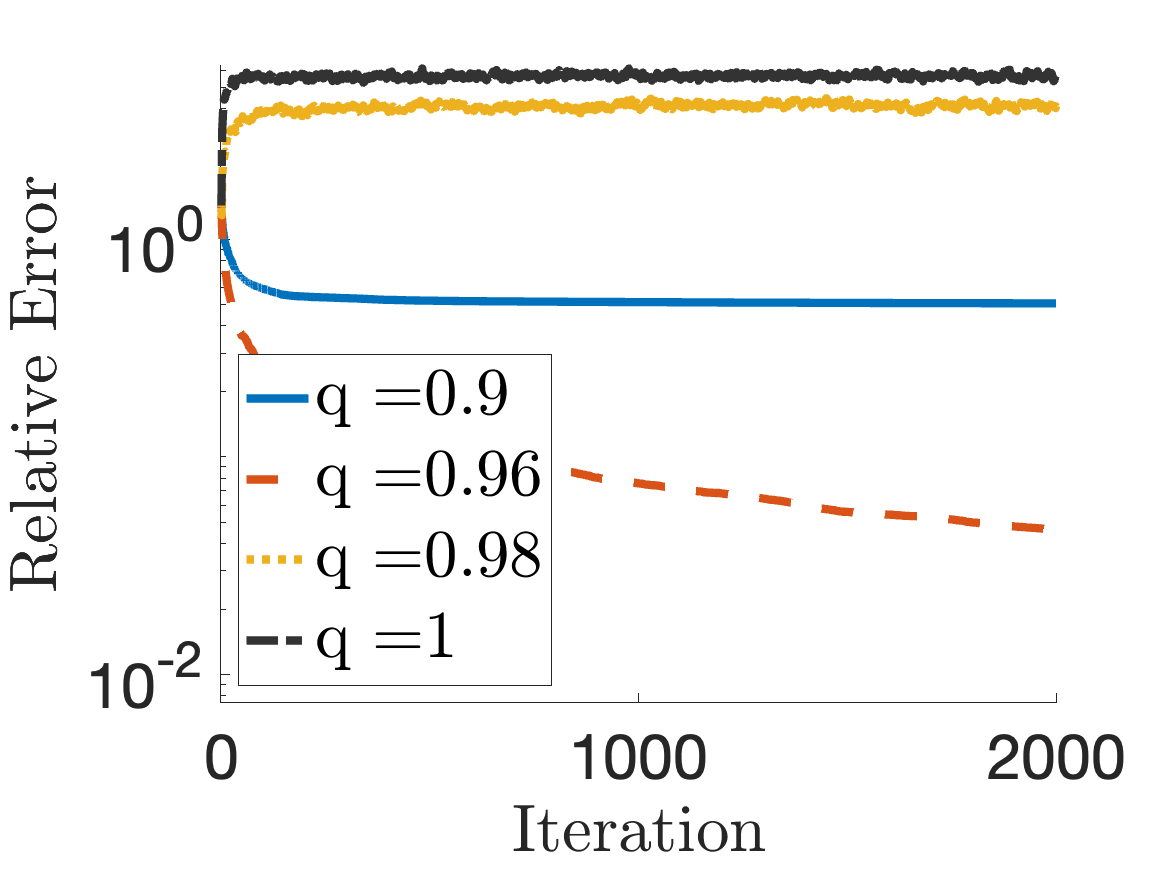 Relative Error
10^0
10^-2
q =0.9
q =0.96
q =0.98
q =1
0 1000 2000
Iteration